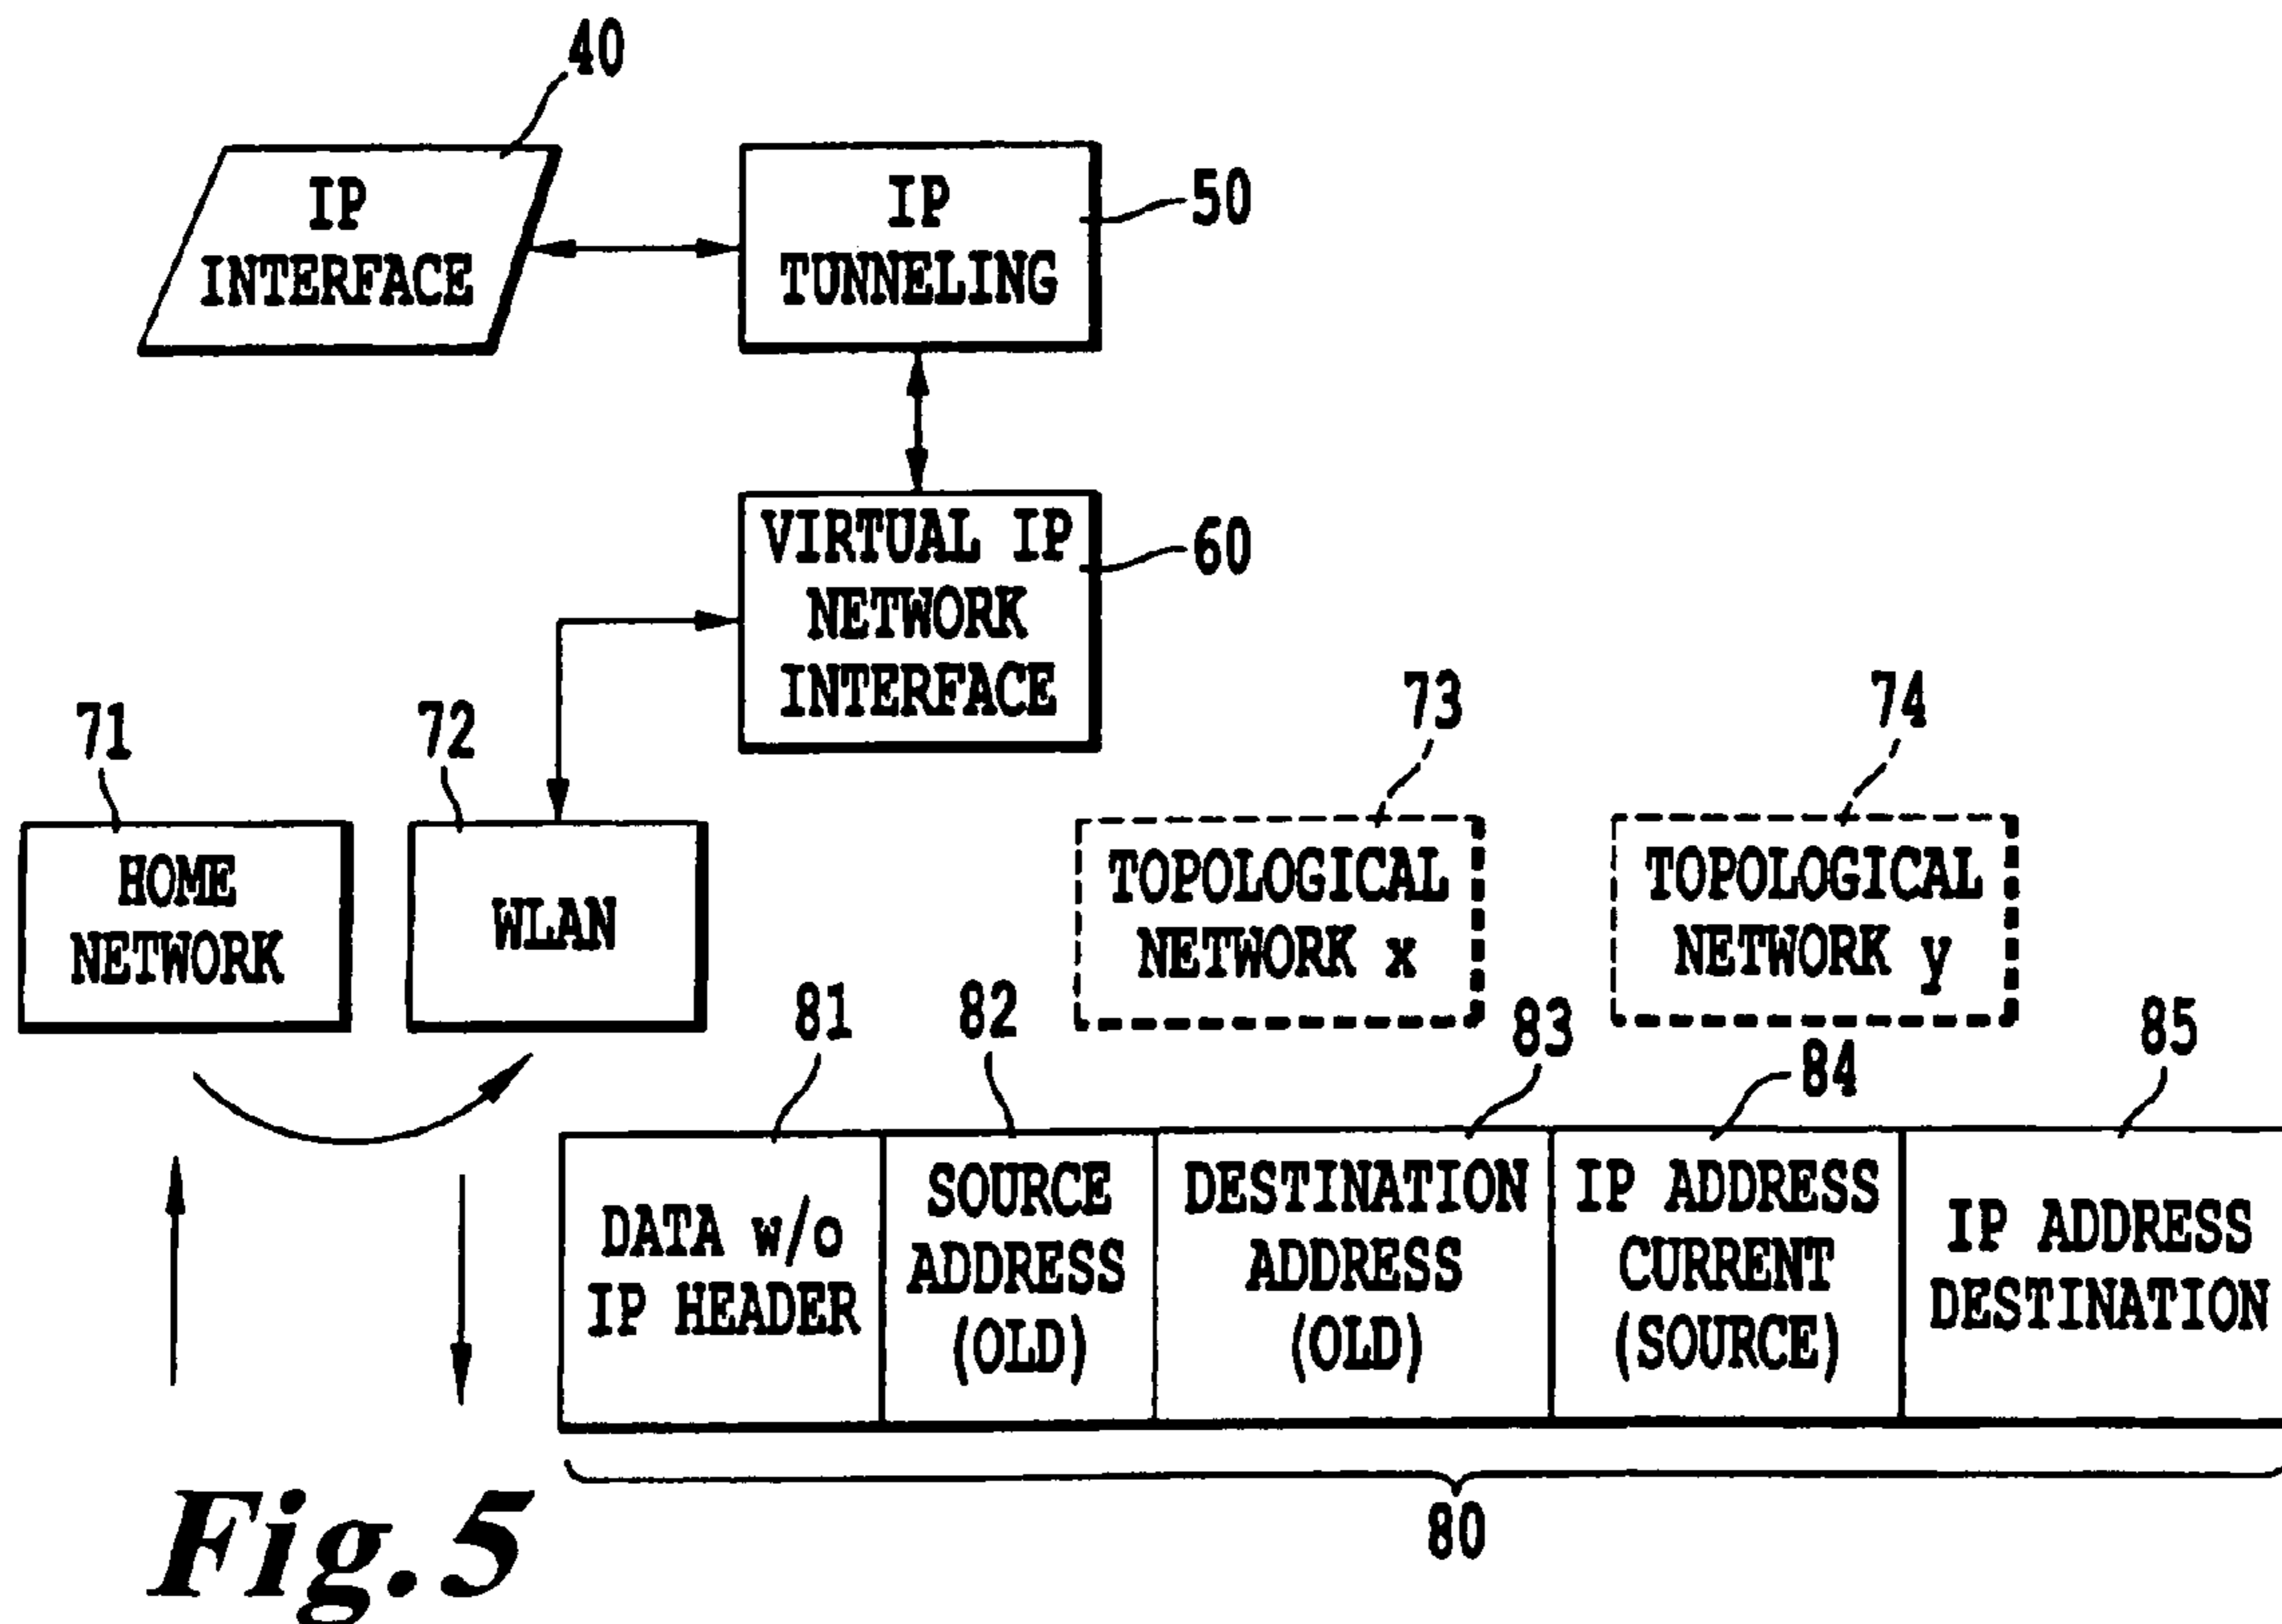 40
IP
INTERFACE
IP
TUNNELING
50
VIRTUAL IP
NETWORK
INTERFACE
60
71
72
73
74
HOME
NETWORK
WLAN
TOPOLOGICAL
NETWORK x
TOPOLOGICAL
NETWORK y
81
82
83
84
85
DATA w/o
IP HEADER
SOURCE
ADDRESS
(OLD)
DESTINATION
ADDRESS
(OLD)
IP ADDRESS
CURRENT
(SOURCE)
IP ADDRESS
DESTINATION
80
Fig.5